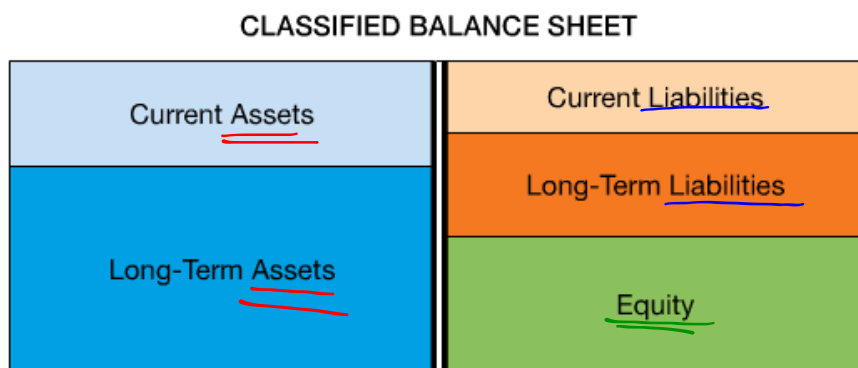 CLASSIFIED BALANCE SHEET
Current Assets
Long-Term Assets
Current Liabilities
Long-Term Liabilities
Equity